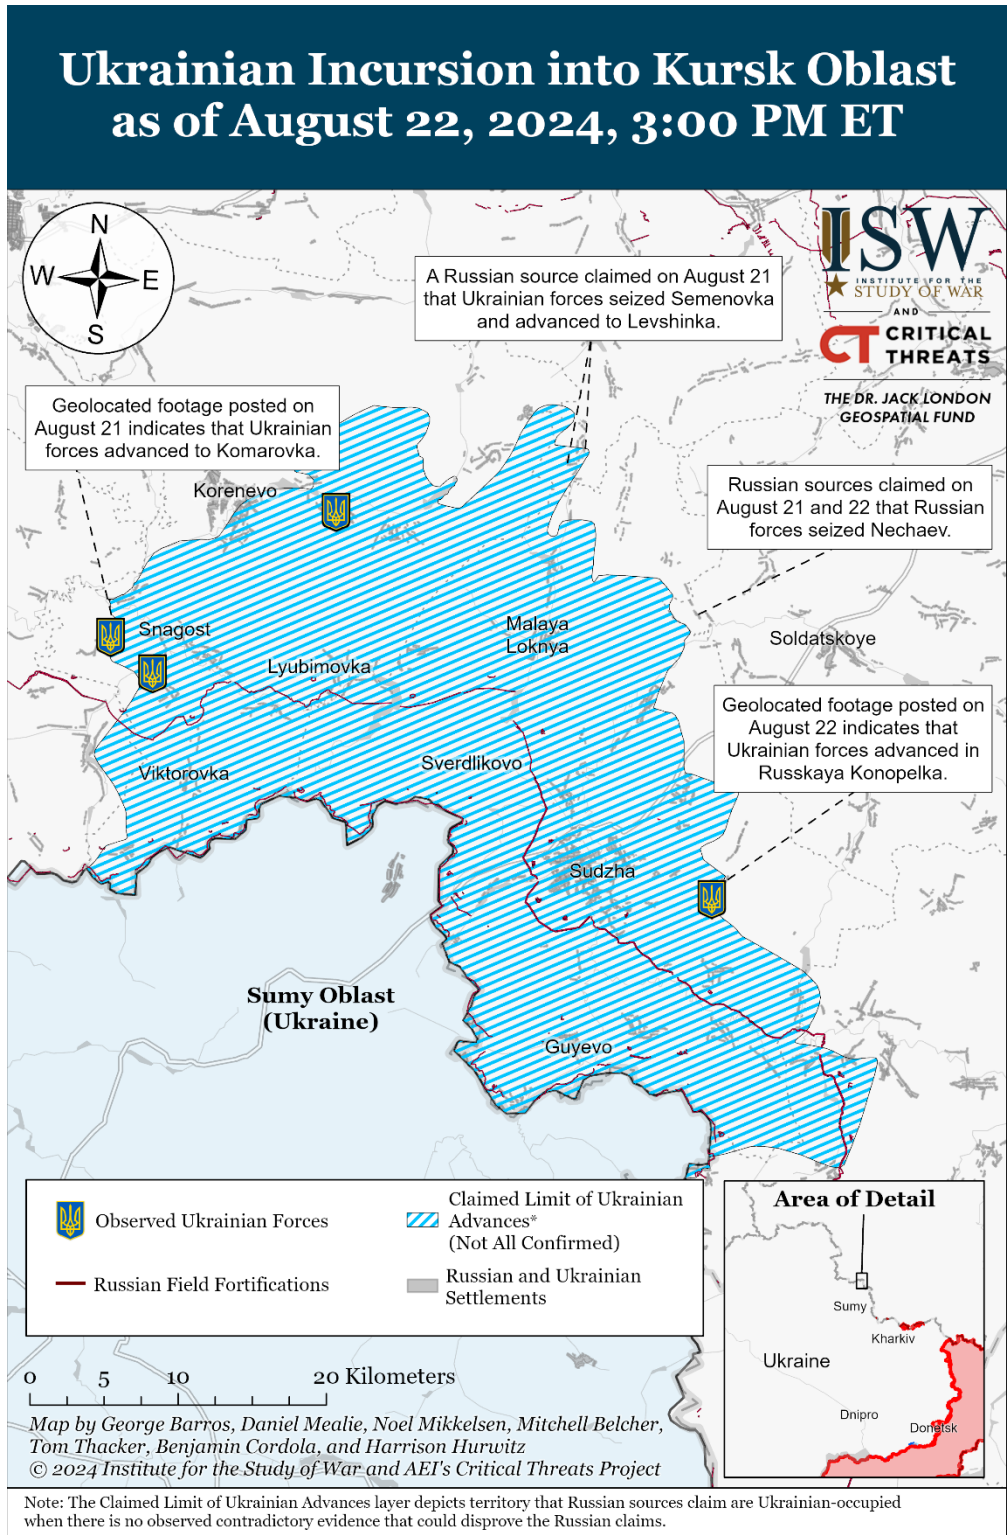 Ukrainian Incursion into Kursk Oblast
as of August 22, 2024, 3:00 PM ET
N
W
E
S
A Russian source claimed on August 21
that Ukrainian forces seized Semenovka
and advanced to Levshinka.
ISW
INSTITUTE FOR THE
STUDY OF WAR
AND
CT CRITICAL
THREATS
THE DR. JACK LONDON
GEOSPATIAL FUND
Geolocated footage posted on
August 21 indicates that Ukrainian
forces advanced to Komarovka.
Korenevo
Russian sources claimed on
August 21 and 22 that Russian
forces seized Nechaev.
Snagost
Malaya
Loknya
Soldatskoye
Lyubimovka
Geolocated footage posted on
August 22 indicates that
Ukrainian forces advanced in
Russkaya Konopelka.
Viktorovka
Sverdlikovo
Sudzha
Sumy Oblast
(Ukraine)
Guyevo
Observed Ukrainian Forces
Claimed Limit of Ukrainian
Advances*
(Not All Confirmed)
Russian Field Fortifications
Russian and Ukrainian
Settlements
Area of Detail
Sumy
Kharkiv
Ukraine
Dnipro
Donetsk
0 5 10 20 Kilometers
Map by George Barros, Daniel Mealie, Noel Mikkelsen, Mitchell Belcher,
Tom Thacker, Benjamin Cordola, and Harrison Hurwitz
© 2024 Institute for the Study of War and AEI's Critical Threats Project
Note: The Claimed Limit of Ukrainian Advances layer depicts territory that Russian sources claim are Ukrainian-occupied
when there is no observed contradictory evidence that could disprove the Russian claims.